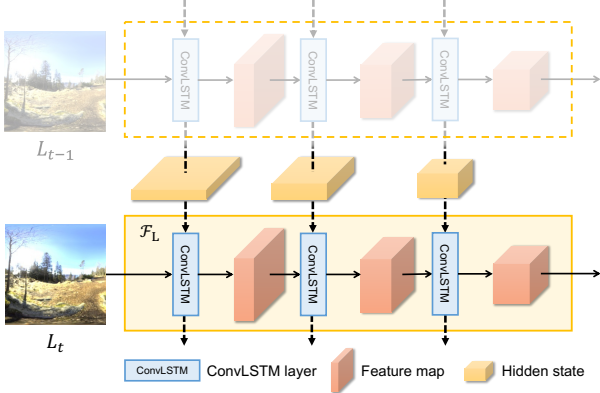 ConvLSTM ConvLSTM ConvLSTM
L_{t−1}
ℱ_L
ConvLSTM ConvLSTM ConvLSTM
L_t
ConvLSTM ConvLSTM layer Feature map Hidden state